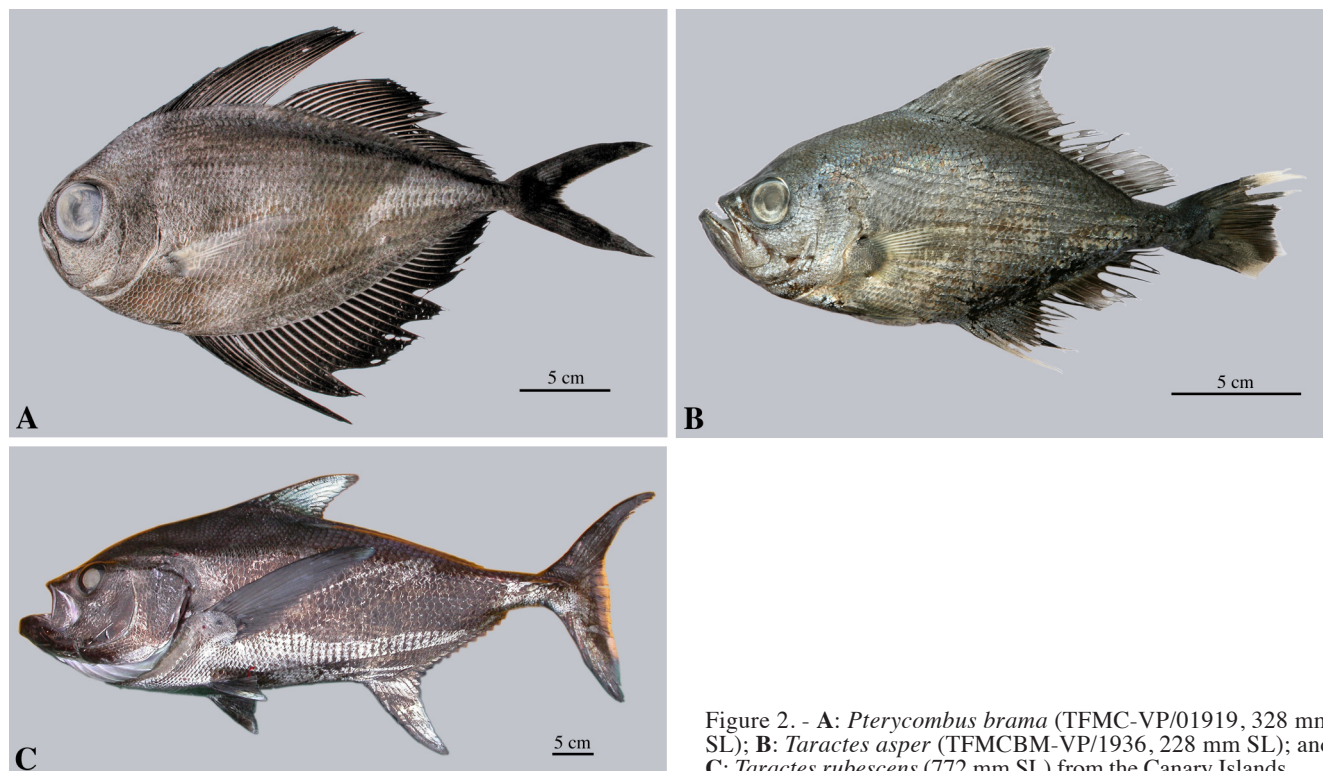 5 cm
A
5 cm
B
5 cm
C
Figure 2. - A: Pterycombus brama (TFMC-VP/01919, 328 mm
SL); B: Taractes asper (TFMCBM-VP/1936, 228 mm SL); and
C: Taractes rubescens (772 mm SL) from the Canary Islands.